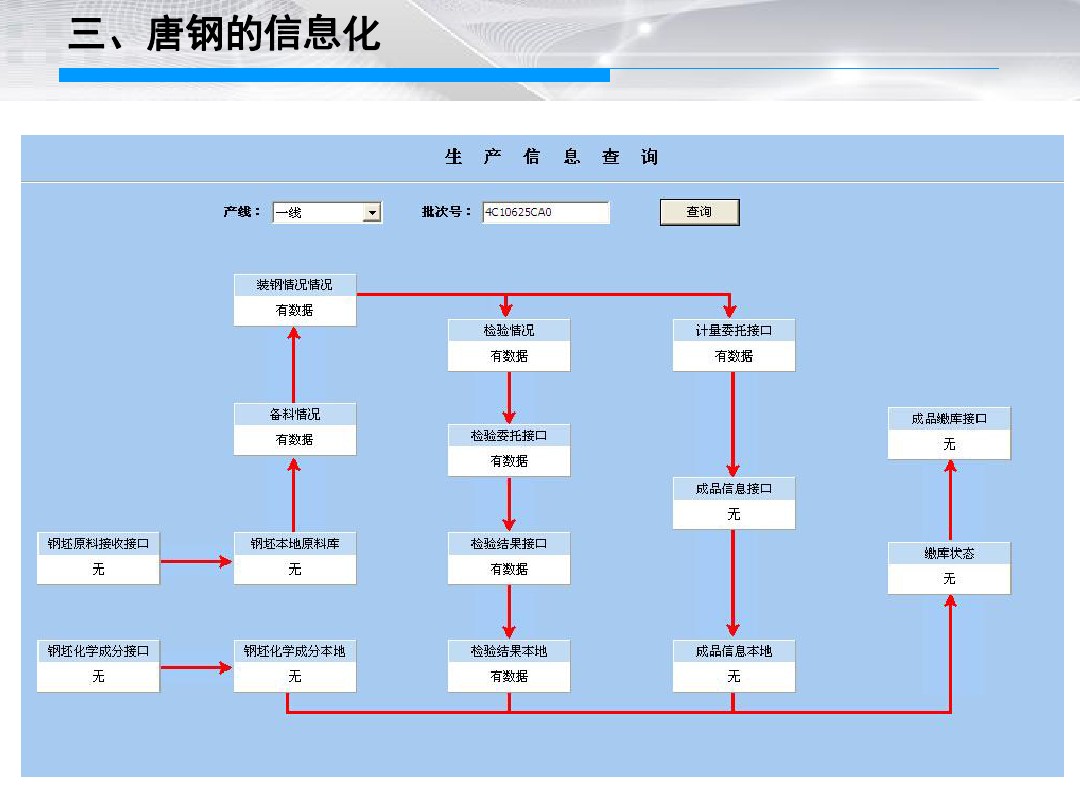 三、唐钢的信息化
生产信息查询
产线： 一线 批次号： 4C10625CA0 查询
装钢情况情况
有数据
检验情况
有数据
计量委托接口
有数据
备料情况
有数据
检验委托接口
有数据
成品缴库接口
无
成品信息接口
无
钢坯原料接收接口
无
钢坯本地原料库
无
检验结果接口
有数据
缴库状态
无
钢坯化学成分接口
无
钢坯化学成分本地
无
检验结果本地
有数据
成品信息本地
无